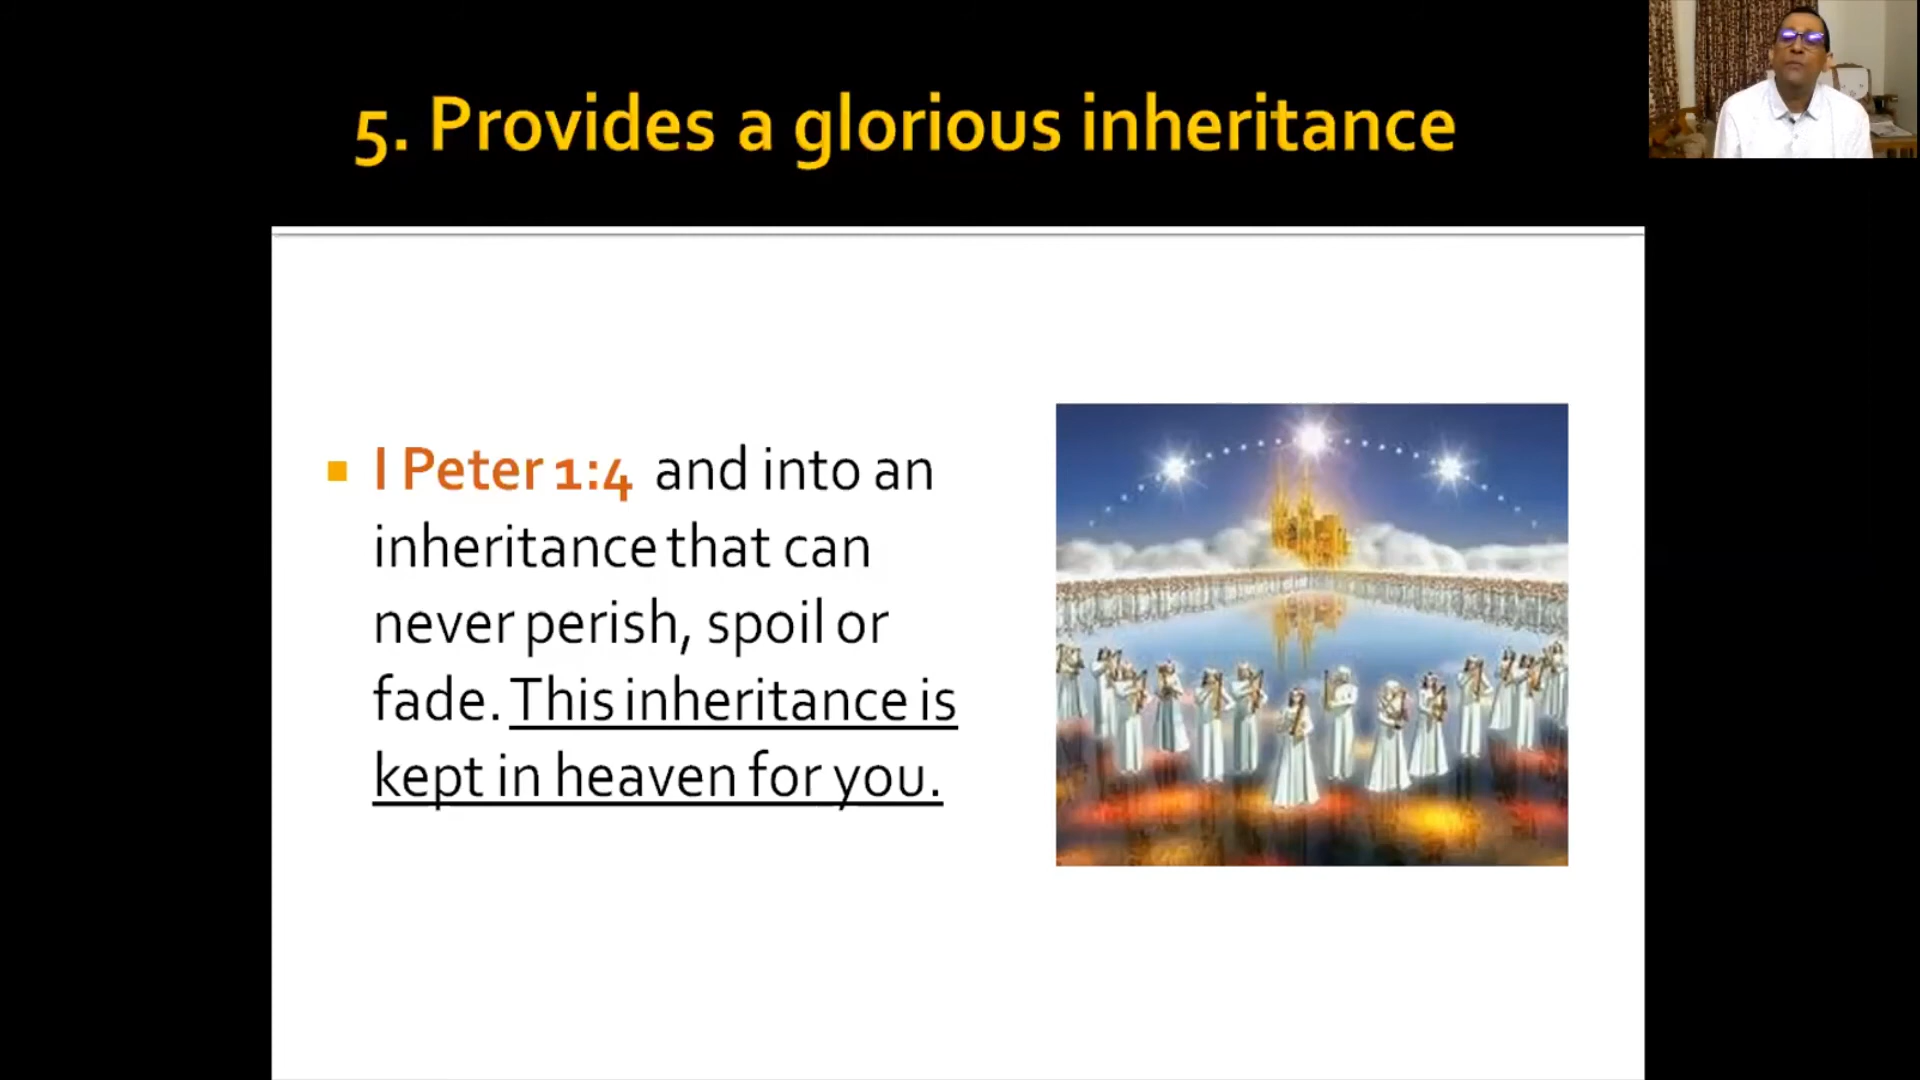 5. Provides a glorious inheritance
I Peter 1:4 and into an
inheritance that can
never perish, spoil or
fade. This inheritance is
kept in heaven for you.